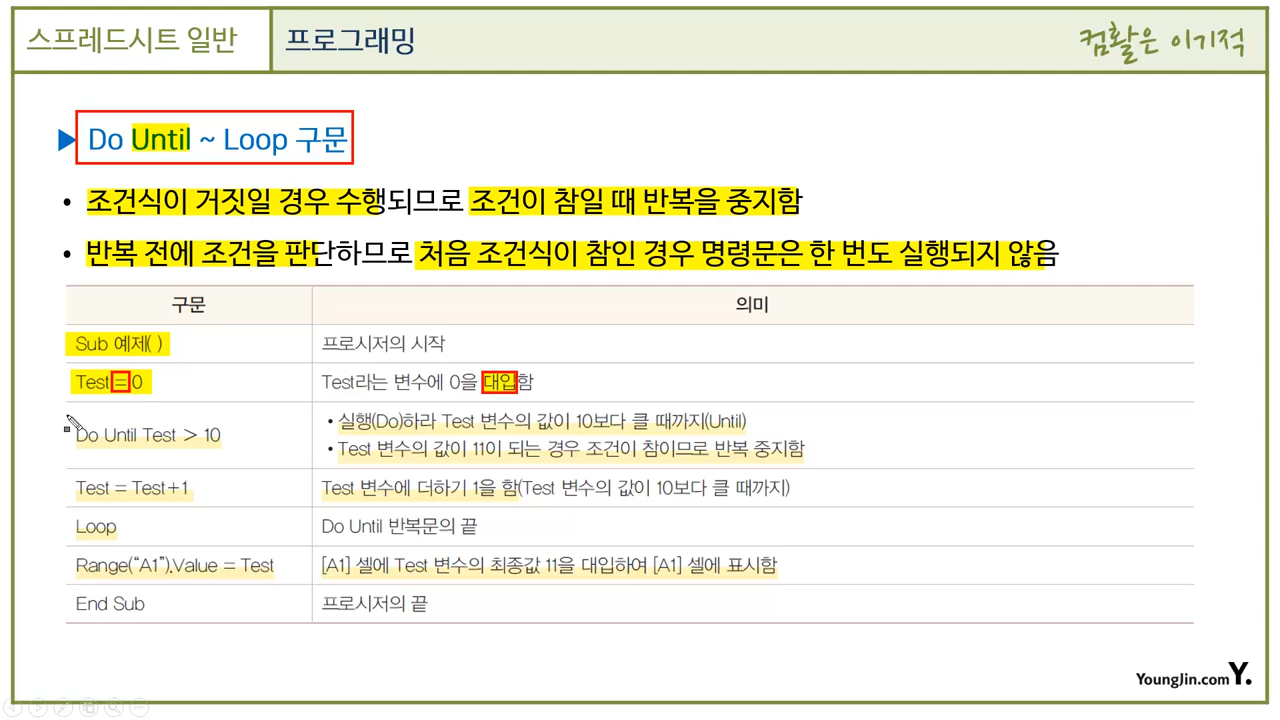 스프레드시트 일반
프로그래밍
컴활은 이기적
▶ Do Until ~ Loop 구문
• 조건식이 거짓일 경우 수행되므로 조건이 참일 때 반복을 중지함
• 반복 전에 조건을 판단하므로 처음 조건식이 참인 경우 명령문은 한 번도 실행되지 않음
구문 의미
Sub 예제( ) 프로시저의 시작
Test = 0 Test라는 변수에 0을 대입함
Do Until Test > 10
• 실행(Do)하라 Test 변수의 값이 10보다 클 때까지(Until)
• Test 변수의 값이 11이 되는 경우 조건이 참이므로 반복 중지함
Test = Test+1 Test 변수에 더하기 1을 함(Test 변수의 값이 10보다 클 때까지)
Loop Do Until 반복문의 끝
Range(“A1”).Value = Test [A1] 셀에 Test 변수의 최종값 11을 대입하여 [A1] 셀에 표시함
End Sub 프로시저의 끝
YoungJin.com Y.